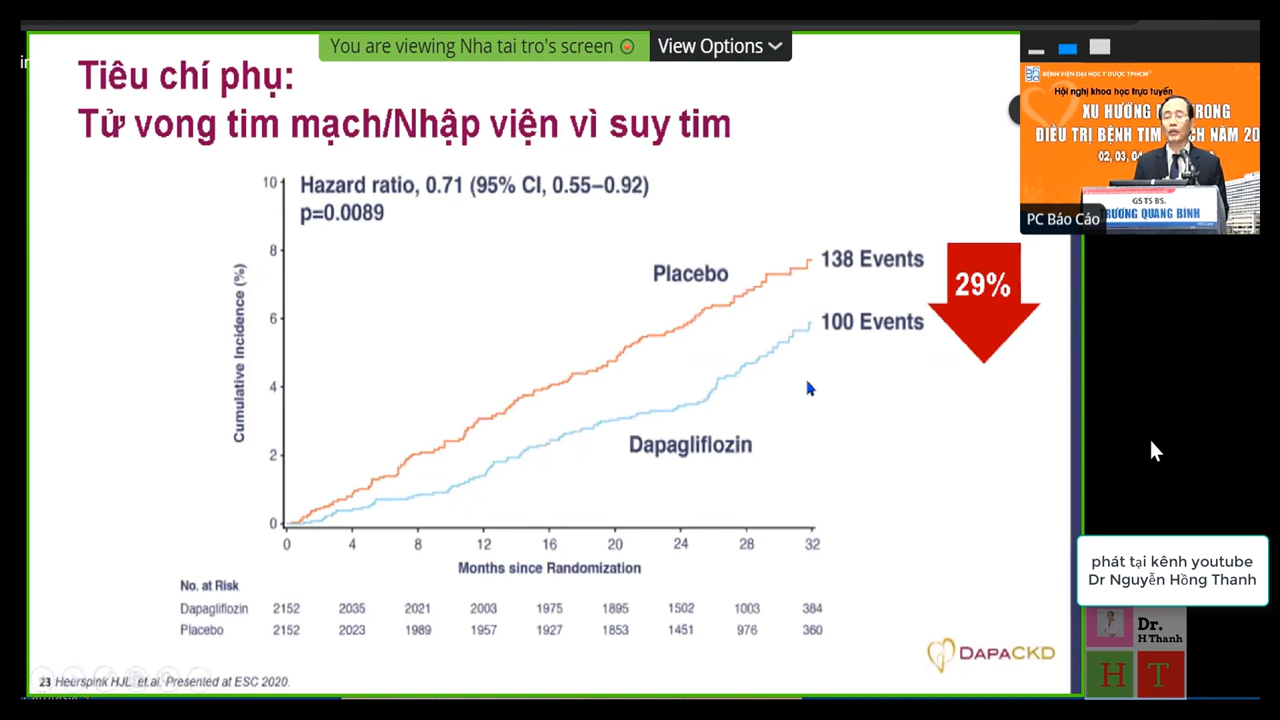 You are viewing Nha tai tro's screen
View Options
Tiêu chí phụ:
Tử vong tim mạch/Nhập viện vì suy tim
BỆNH VIỆN ĐẠI HỌC Y DƯỢC TPHCM
Hội nghị khoa học trực tuyến
XU HƯỚNG TRONG
ĐIỀU TRỊ BỆNH TIM MẠCH NĂM 20
02, 03,
GS TS BS.
TRƯƠNG QUANG BÌNH
PC Báo Cáo
Hazard ratio, 0.71 (95% CI, 0.55–0.92)
p=0.0089
Cumulative Incidence (%)
10
8
6
4
2
0
Placebo
138 Events
100 Events
29%
Dapagliflozin
0 4 8 12 16 20 24 28 32
Months since Randomization
No. at Risk
Dapagliflozin 2152 2035 2021 2003 1975 1895 1502 1003 384
Placebo 2152 2023 1989 1957 1927 1853 1451 976 360
DAPACKD
23 Heerspink HJL. et.al. Presented at ESC 2020.
phát tại kênh youtube
Dr Nguyễn Hồng Thanh
Dr.
H Thanh
H T